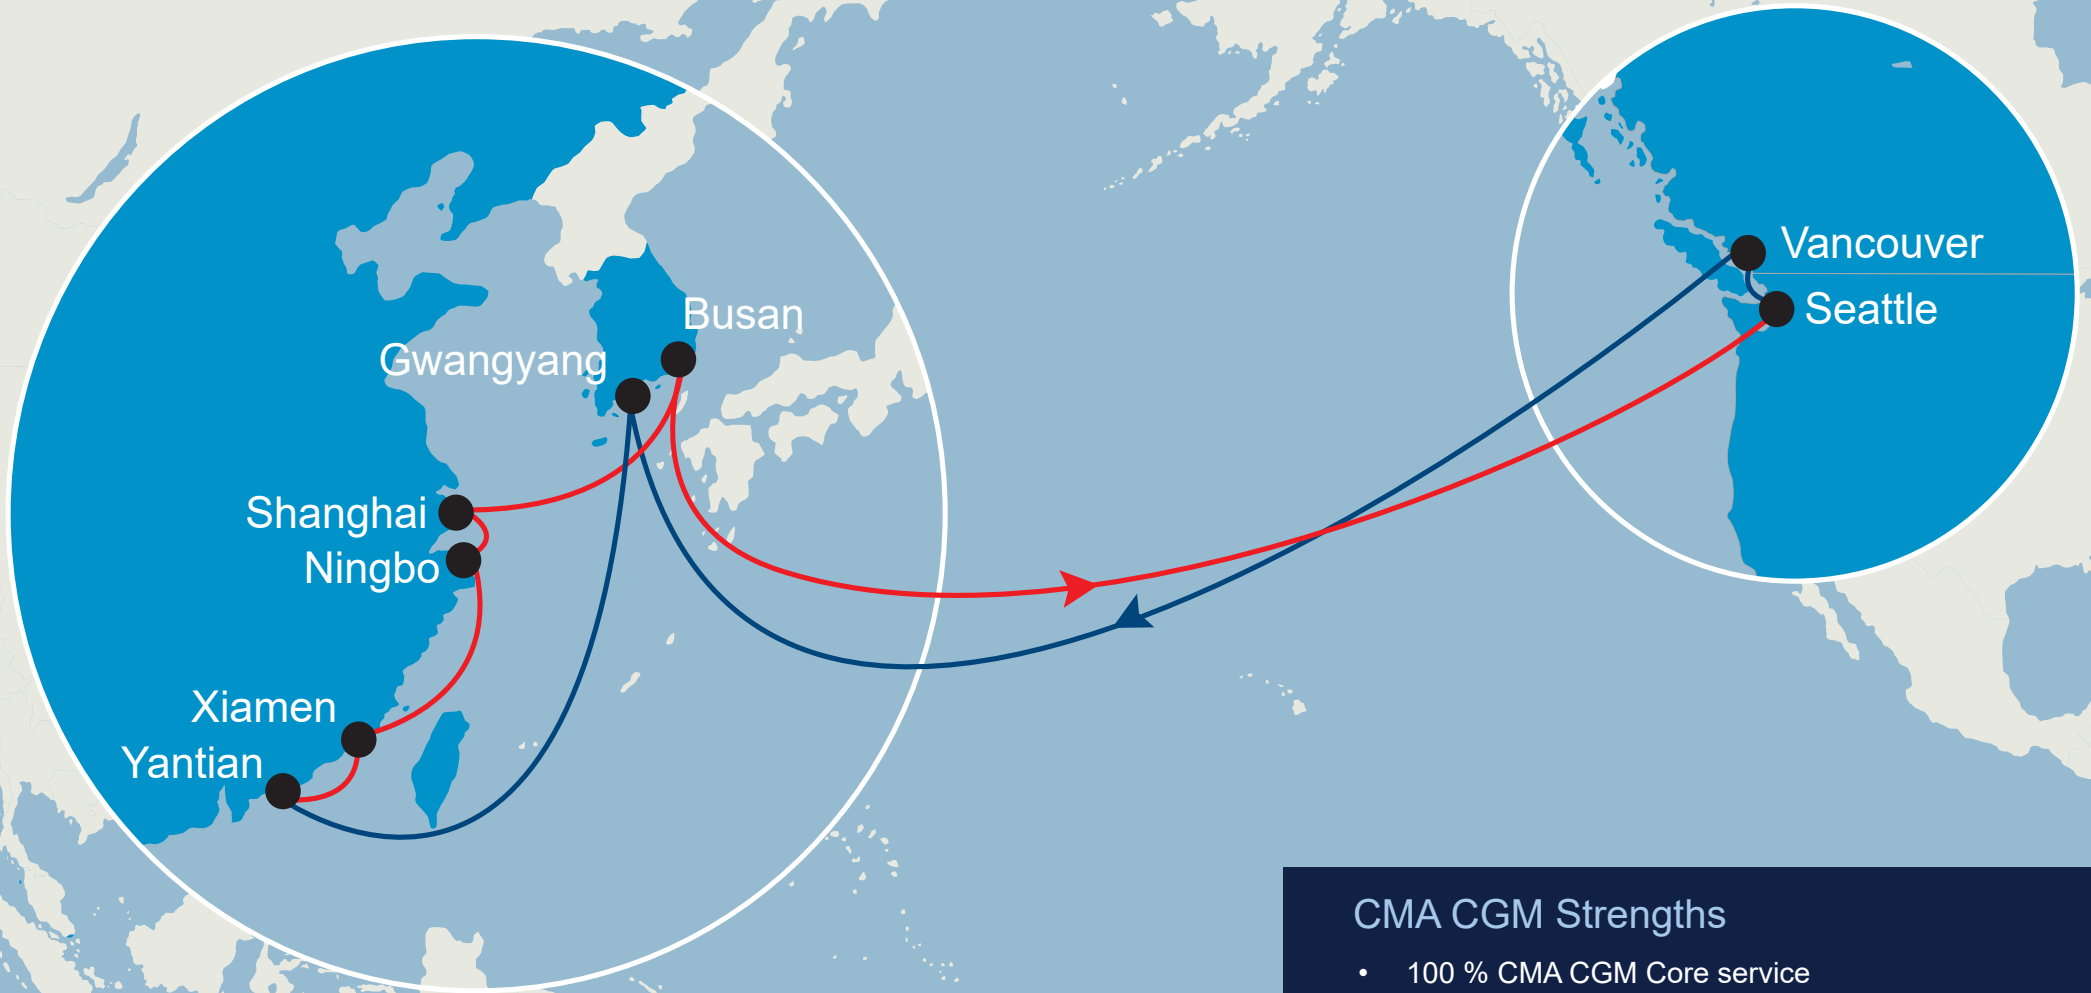 Vancouver
Seattle
Busan
Gwangyang
Shanghai
Ningbo
Xiamen
Yantian
CMA CGM Strengths
• 100 % CMA CGM Core service